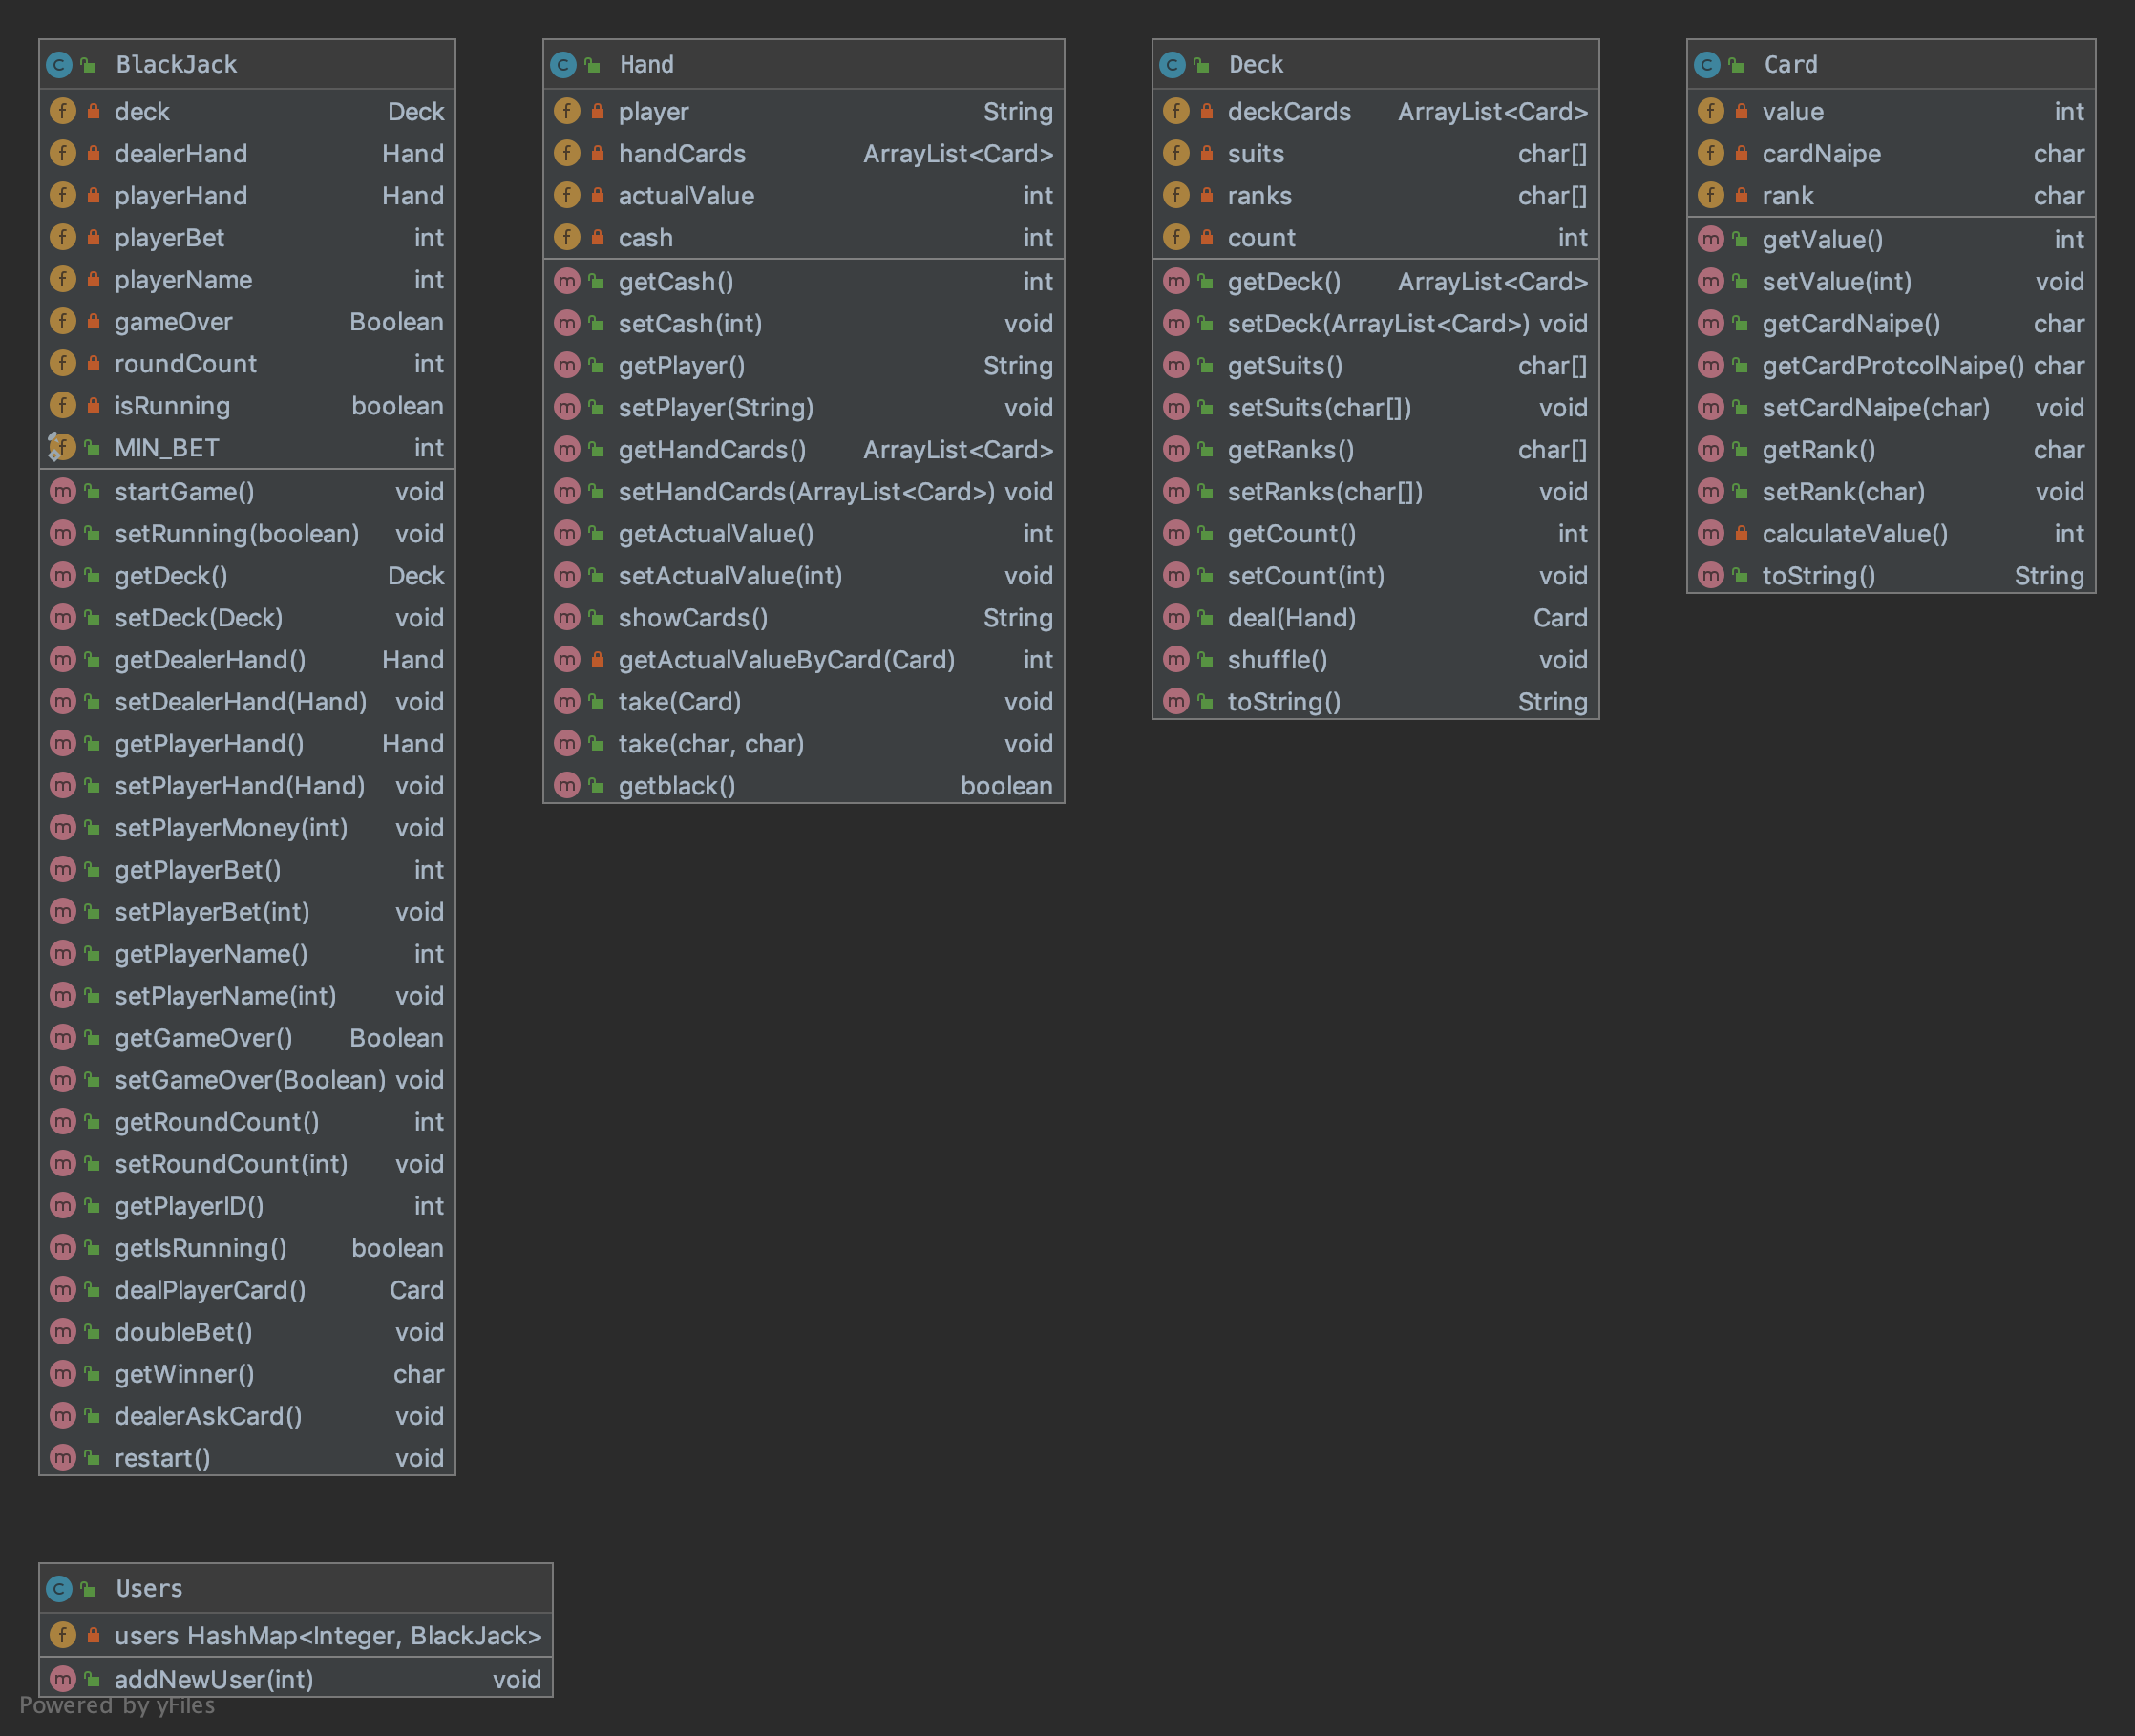 BlackJack
deck Deck
dealerHand Hand
playerHand Hand
playerBet int
playerName int
gameOver Boolean
roundCount int
isRunning boolean
MIN_BET int
startGame() void
setRunning(boolean) void
getDeck() Deck
setDeck(Deck) void
getDealerHand() Hand
setDealerHand(Hand) void
getPlayerHand() Hand
setPlayerHand(Hand) void
setPlayerMoney(int) void
getPlayerBet() int
setPlayerBet(int) void
getPlayerName() int
setPlayerName(int) void
getGameOver() Boolean
setGameOver(Boolean) void
getRoundCount() int
setRoundCount(int) void
getPlayerID() int
getIsRunning() boolean
dealPlayerCard() Card
doubleBet() void
getWinner() char
dealerAskCard() void
restart() void
Hand
player String
handCards ArrayList<Card>
actualValue int
cash int
getCash() int
setCash(int) void
getPlayer() String
setPlayer(String) void
getHandCards() ArrayList<Card>
setHandCards(ArrayList<Card>) void
getActualValue() int
setActualValue(int) void
showCards() String
getActualValueByCard(Card) int
take(Card) void
take(char, char) void
getblack() boolean
Deck
deckCards ArrayList<Card>
suits char[]
ranks char[]
count int
getDeck() ArrayList<Card>
setDeck(ArrayList<Card>) void
getSuits() char[]
setSuits(char[]) void
getRanks() char[]
setRanks(char[]) void
getCount() int
setCount(int) void
deal(Hand) Card
shuffle() void
toString() String
Card
value int
cardNaipe char
rank char
getValue() int
setValue(int) void
getCardNaipe() char
getCardProtcolNaipe() char
setCardNaipe(char) void
getRank() char
setRank(char) void
calculateValue() int
toString() String
Users
users HashMap<Integer, BlackJack>
addNewUser(int) void
Powered by yFiles